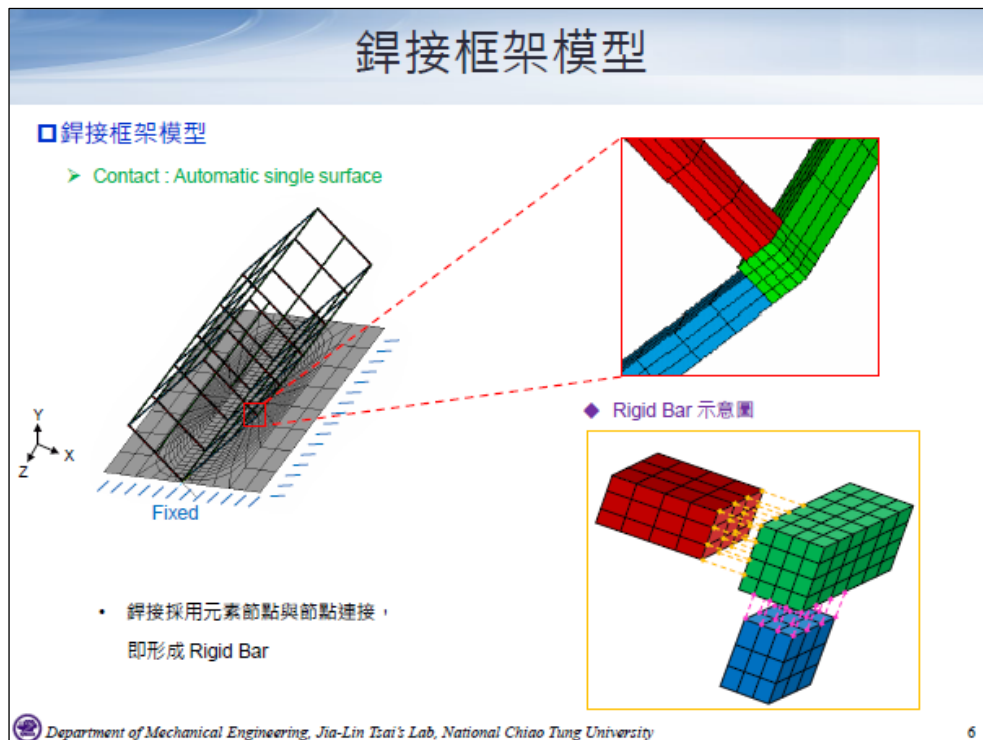 銲接框架模型
銲接框架模型
Contact : Automatic single surface
Y
X
Z
Fixed
Rigid Bar 示意圖
銲接採用元素節點與節點連接，
即形成 Rigid Bar
Department of Mechanical Engineering, Jia-Lin Tsai's Lab, National Chiao Tung University
6